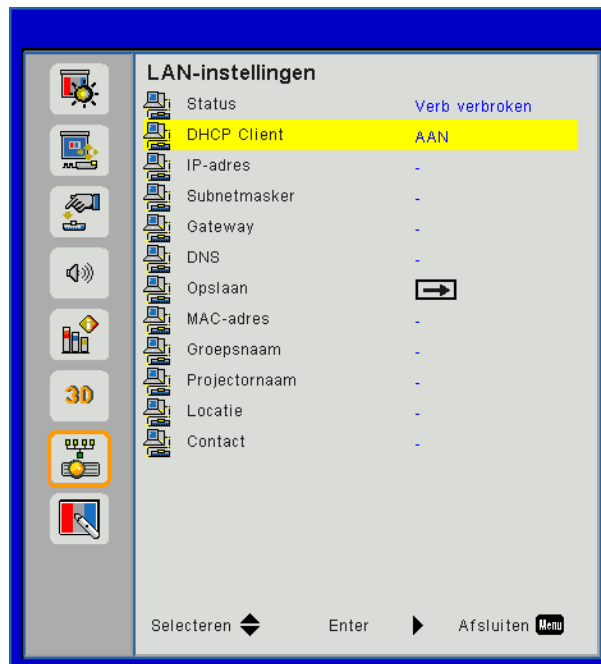 LAN-instellingen
Status Verb verbroken
DHCP Client AAN
IP-adres -
Subnetmasker -
Gateway -
DNS -
Opslaan
MAC-adres -
Groepsnaam -
Projectornaam -
Locatie -
Contact -
3D
Selecteren Enter Afsluiten Menu